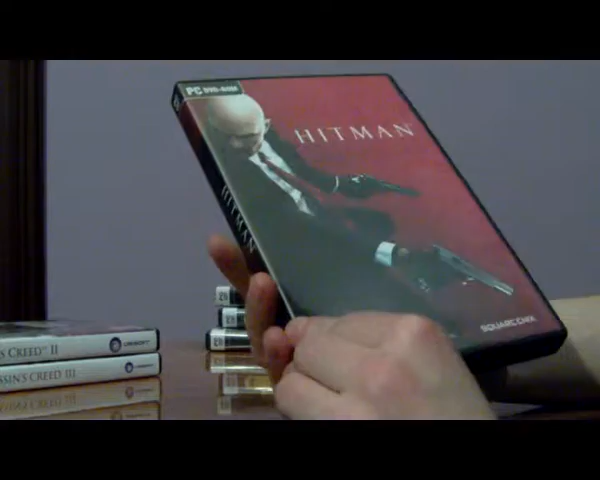 PC DVD-ROM
HITMAN
HITMAN
SQUARE ENIX
'S CREED II
UBISOFT
SSIN'S CREED III
UBISOFT